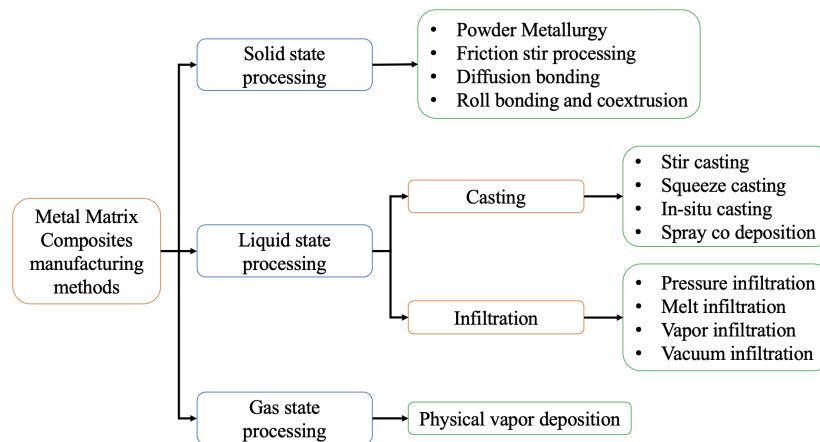 Metal Matrix
Composites
manufacturing
methods
Solid state
processing
• Powder Metallurgy
• Friction stir processing
• Diffusion bonding
• Roll bonding and coextrusion
Liquid state
processing
Casting
• Stir casting
• Squeeze casting
• In-situ casting
• Spray co deposition
Infiltration
• Pressure infiltration
• Melt infiltration
• Vapor infiltration
• Vacuum infiltration
Gas state
processing
Physical vapor deposition